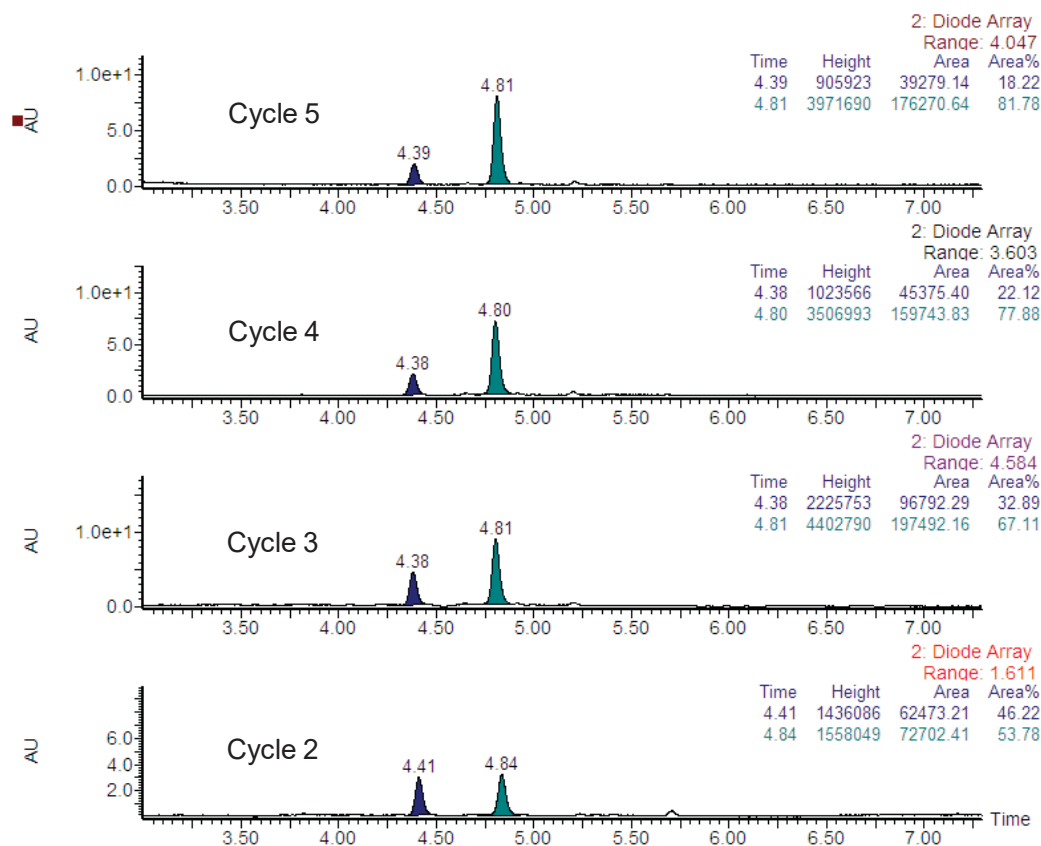 2: Diode Array
Range: 4.047
Time Height Area Area%
4.39 905923 39279.14 18.22
4.81 3971690 176270.64 81.78
1.0e+1
5.0
0.0
AU
Cycle 5
4.39
4.81
3.50 4.00 4.50 5.00 5.50 6.00 6.50 7.00
2: Diode Array
Range: 3.603
Time Height Area Area%
4.38 1023566 45375.40 22.12
4.80 3506993 159743.83 77.88
1.0e+1
5.0
0.0
AU
Cycle 4
4.38
4.80
3.50 4.00 4.50 5.00 5.50 6.00 6.50 7.00
2: Diode Array
Range: 4.584
Time Height Area Area%
4.38 2225753 96792.29 32.89
4.81 4402790 197492.16 67.11
1.0e+1
0.0
AU
Cycle 3
4.38
4.81
3.50 4.00 4.50 5.00 5.50 6.00 6.50 7.00
2: Diode Array
Range: 1.611
Time Height Area Area%
4.41 1436086 62473.21 46.22
4.84 1558049 72702.41 53.78
6.0
4.0
2.0
AU
Cycle 2
4.41
4.84
Time
3.50 4.00 4.50 5.00 5.50 6.00 6.50 7.00